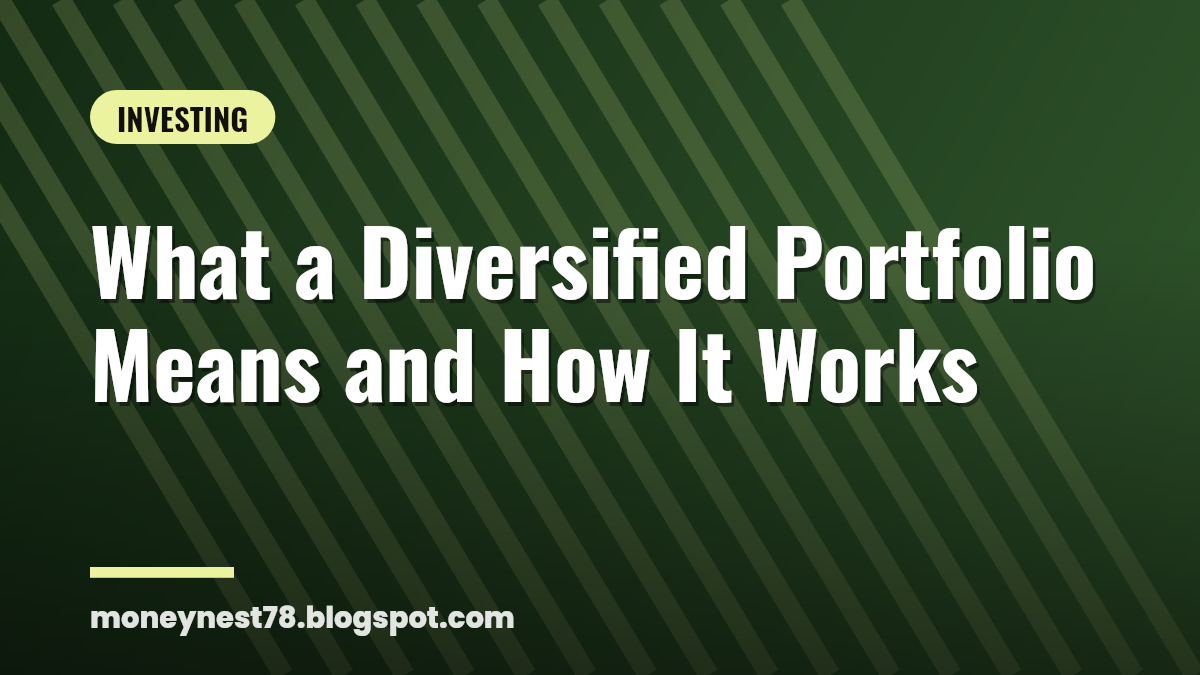 INVESTING
What a Diversified Portfolio
Means and How It Works
moneynest78.blogspot.com